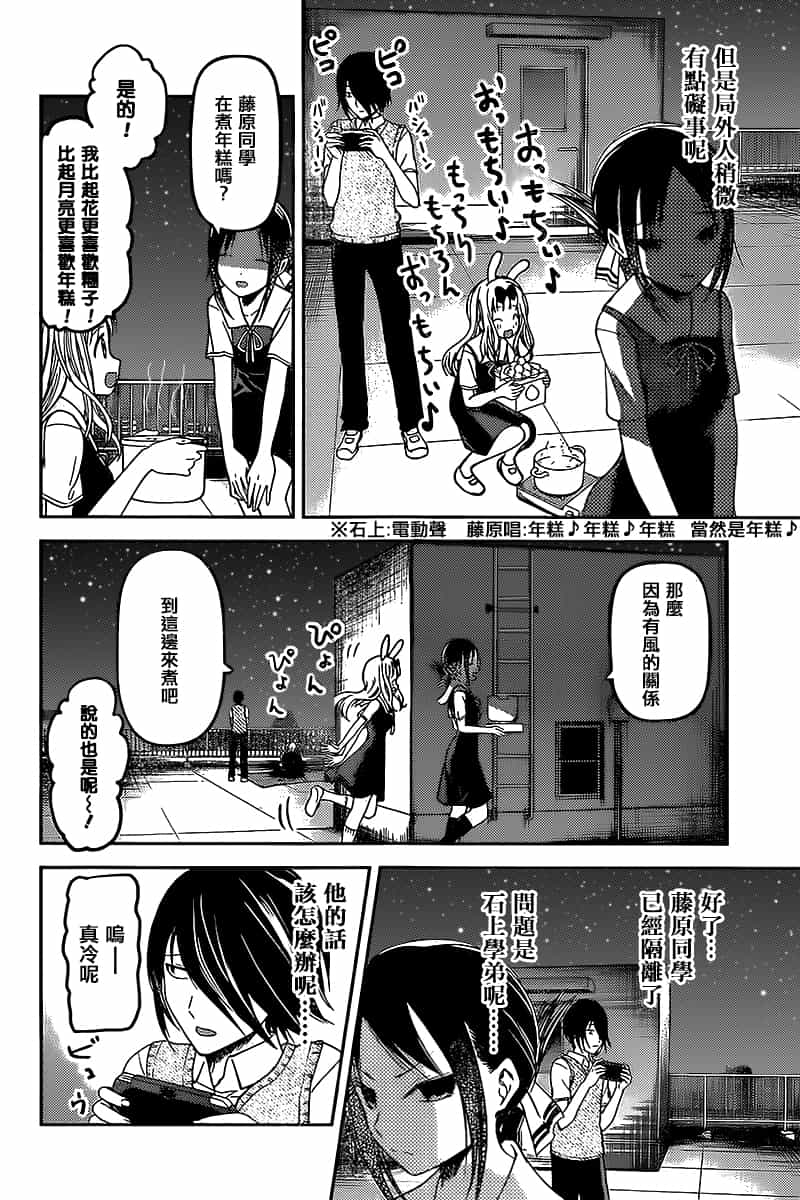 但是局外人稍微
有點礙事呢
ピコ
ピコ
バシューン
バシューン
おっもちぃ♪
おっもちぃ♪
もっちり
もちろん
おっもちぃ♪
※石上:電動聲　藤原唱:年糕♪年糕♪年糕　當然是年糕♪
藤原同學
在煮年糕嗎?
是的!
我比起花更喜歡糰子!
比起月亮更喜歡年糕!
那麼
因為有風的關係
到這邊來煮吧
ぴょん
ぴょん
說的也是呢～!
好了…
藤原同學
已經隔離了
問題是
石上學弟呢……
他的話
該怎麼辦呢……
嗚—
真冷呢
ビュう